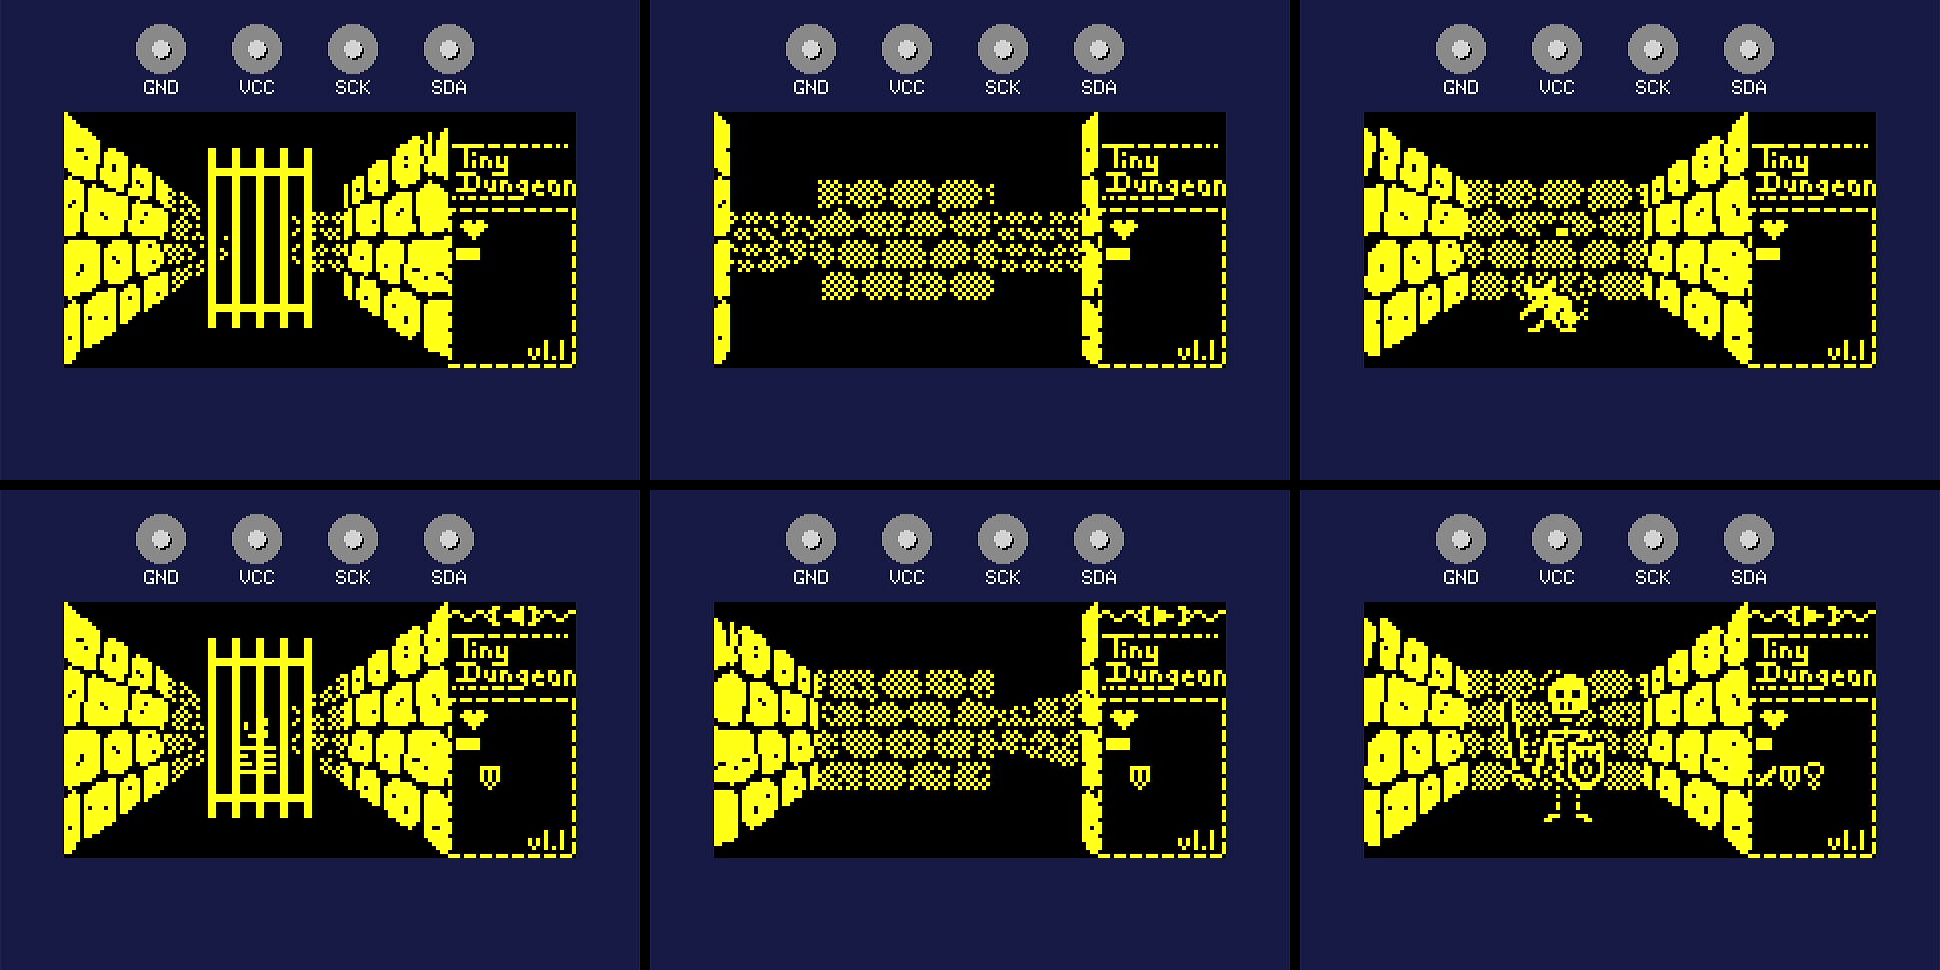 GND VCC SCK SDA
Tiny
Dungeon
v1.1
GND VCC SCK SDA
Tiny
Dungeon
v1.1
GND VCC SCK SDA
Tiny
Dungeon
v1.1
GND VCC SCK SDA
Tiny
Dungeon
v1.1
GND VCC SCK SDA
Tiny
Dungeon
v1.1
GND VCC SCK SDA
Tiny
Dungeon
v1.1